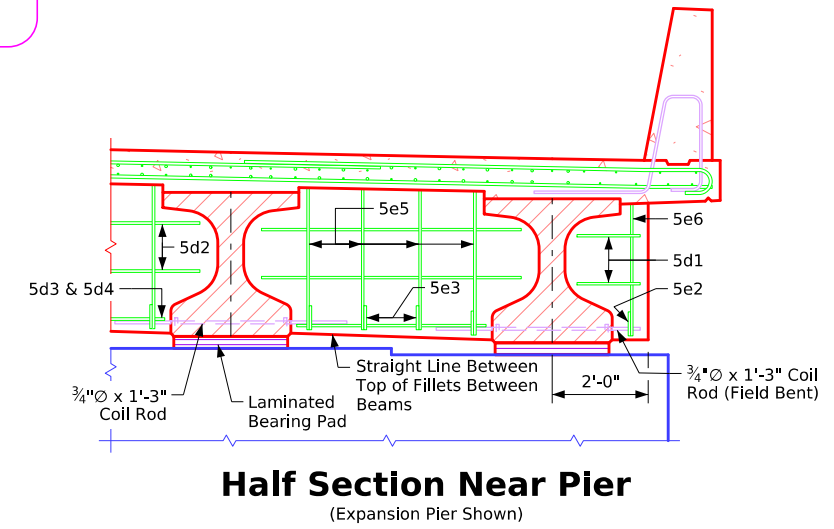 5e5
5e6
5d2
5d1
5d3 & 5d4
5e3
5e2
¾"∅ x 1'-3"
Coil Rod
Laminated
Bearing Pad
Straight Line Between
Top of Fillets Between
Beams
2'-0"
¾"∅ x 1'-3" Coil
Rod (Field Bent)
Half Section Near Pier
(Expansion Pier Shown)